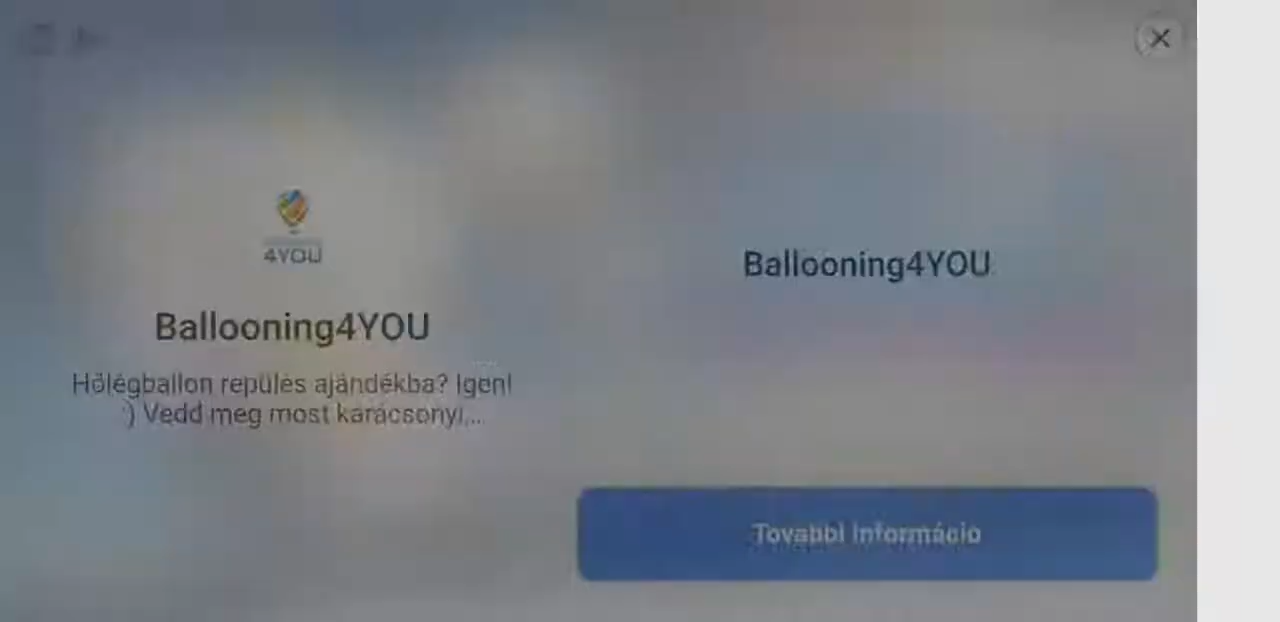 4YOU
Ballooning4YOU
Hőlégballon repülés ajándékba? Igen!
:) Vedd meg most karácsonyi,...
Ballooning4YOU
További információ